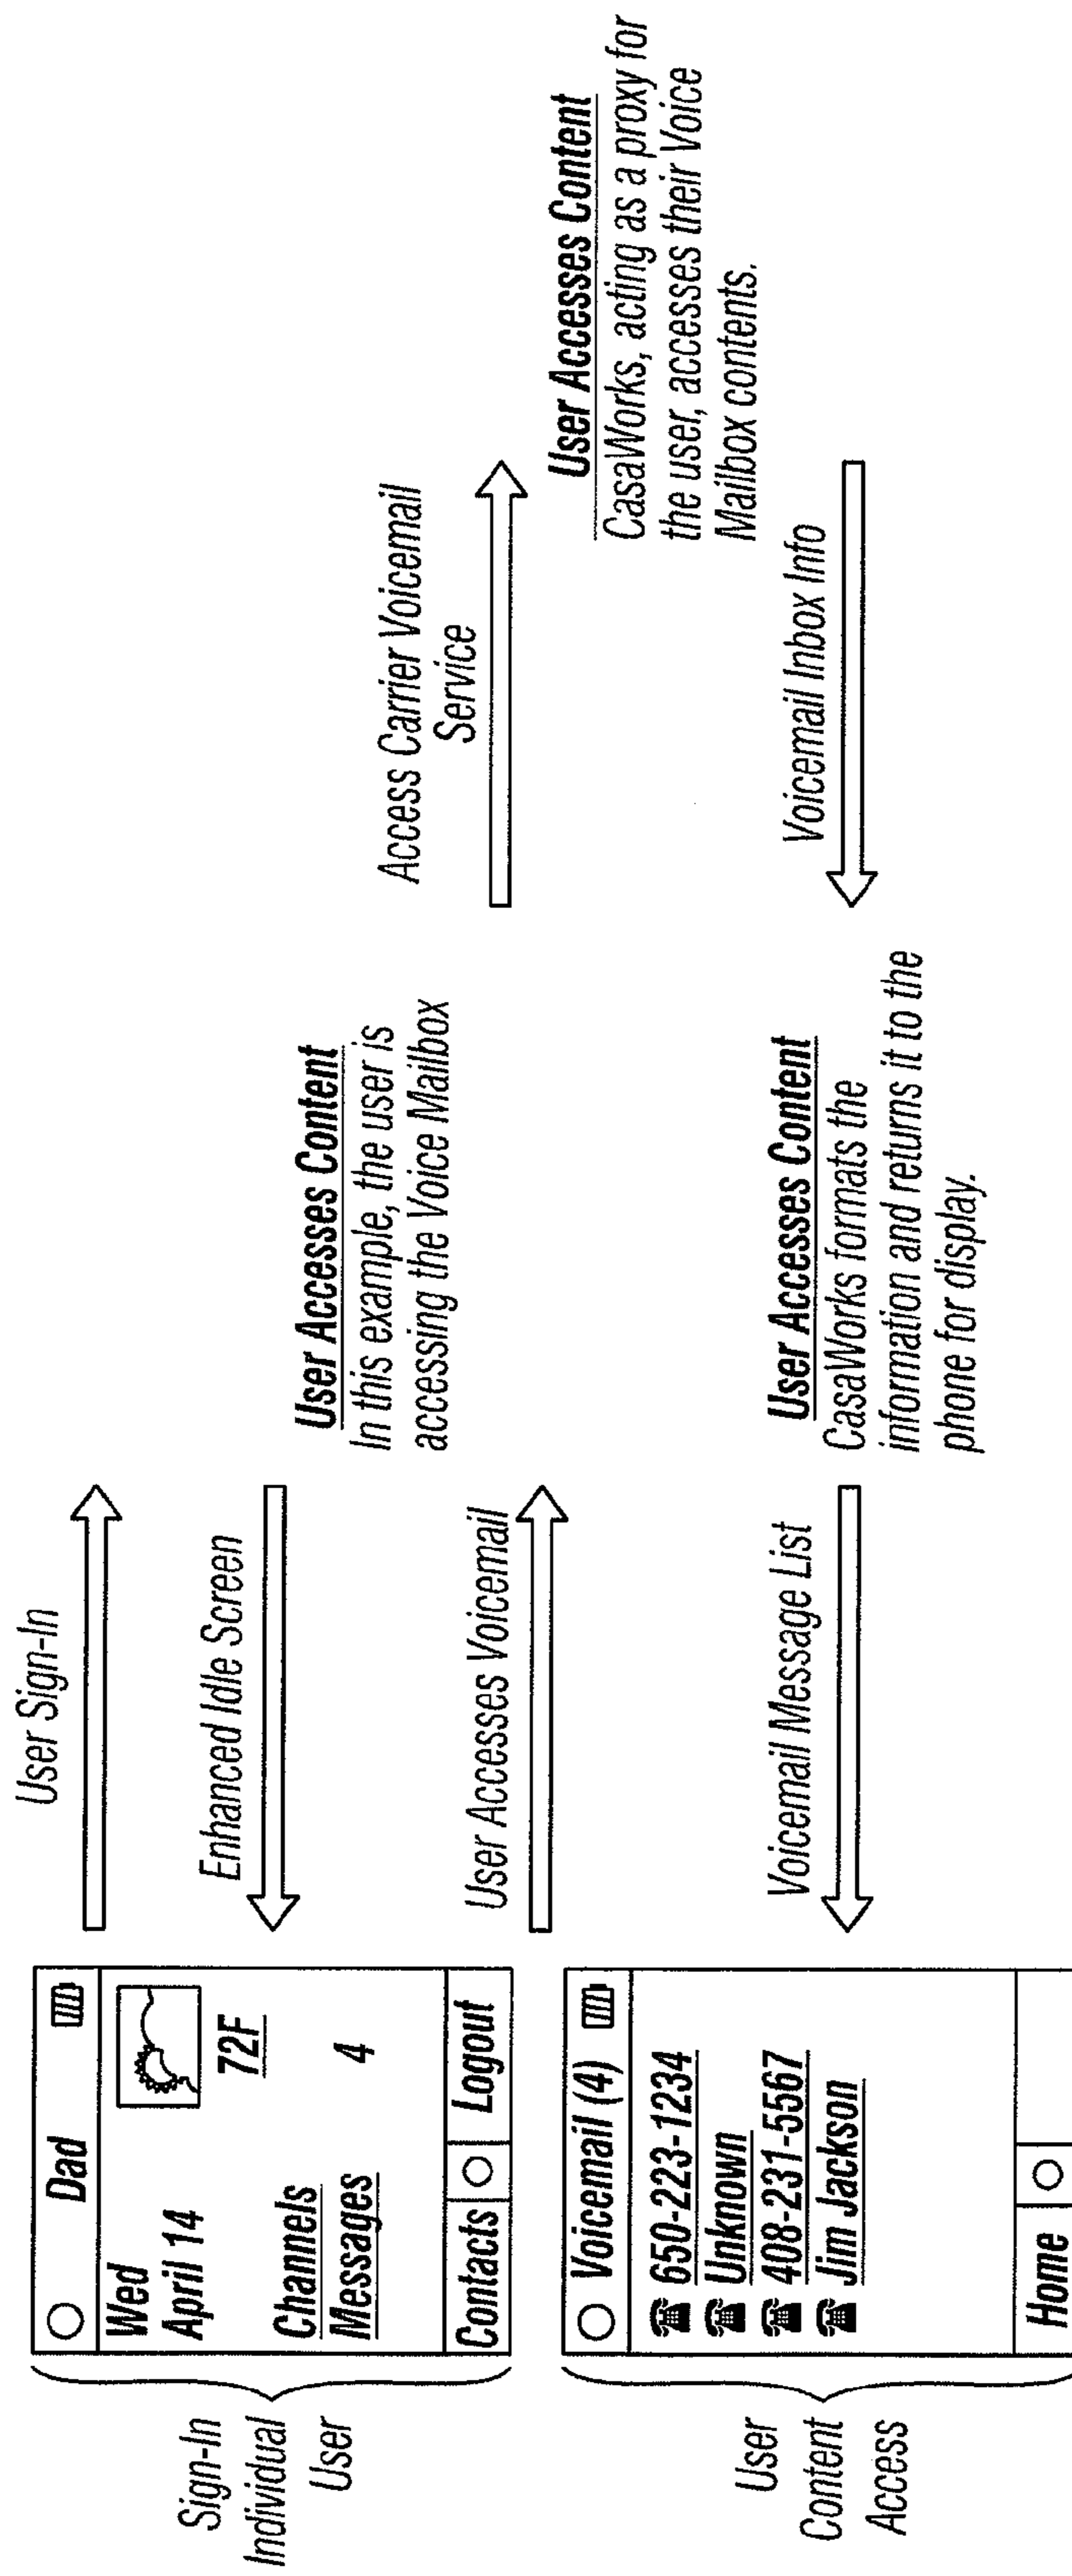 User Sign-In
Enhanced Idle Screen
Sign-In
Individual
User
Dad
Wed
April 14
72F
Channels
Messages 4
Contacts
Logout
User Accesses Content
In this example, the user is
accessing the Voice Mailbox
User Accesses Voicemail
Access Carrier Voicemail
Service
User Accesses Content
CasaWorks, acting as a proxy for
the user, accesses their Voice
Mailbox contents.
Voicemail Inbox Info
User Accesses Content
CasaWorks formats the
information and returns it to the
phone for display.
Voicemail Message List
User
Content
Access
Voicemail (4)
650-223-1234
Unknown
408-231-5567
Jim Jackson
Home